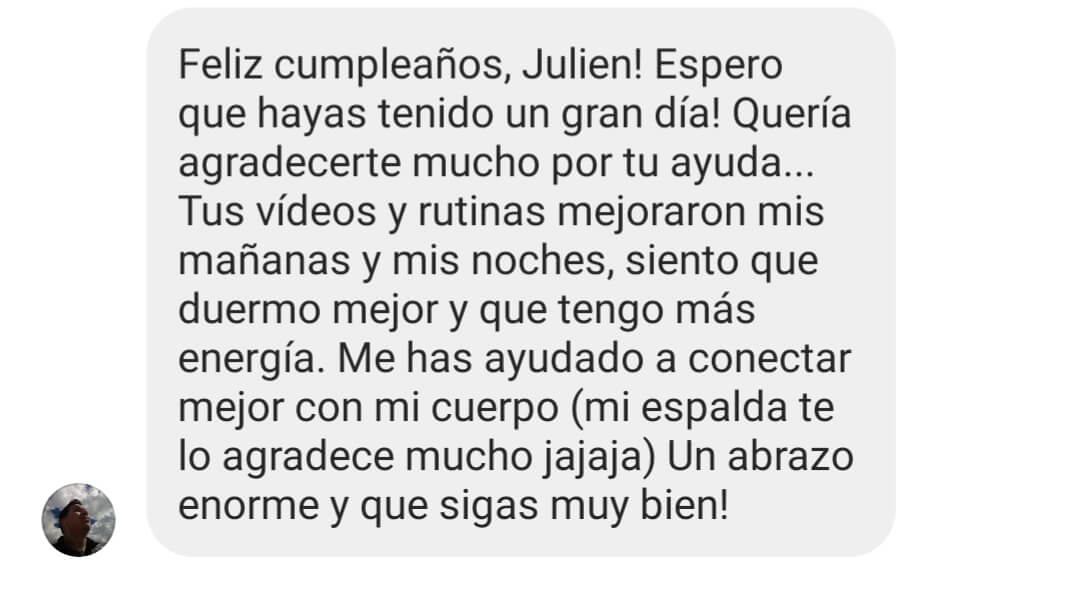 Feliz cumpleaños, Julien! Espero
que hayas tenido un gran día! Quería
agradecerte mucho por tu ayuda...
Tus vídeos y rutinas mejoraron mis
mañanas y mis noches, siento que
duermo mejor y que tengo más
energía. Me has ayudado a conectar
mejor con mi cuerpo (mi espalda te
lo agradece mucho jajaja) Un abrazo
enorme y que sigas muy bien!